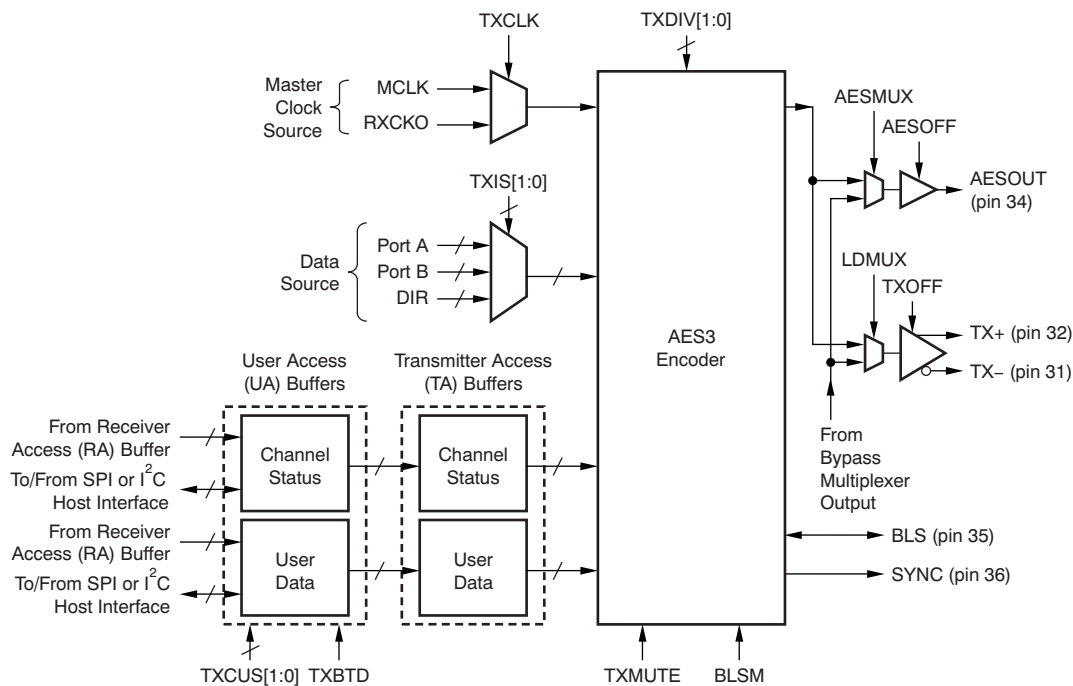 TXCLK
TXDIV[1:0]
Master
Clock
Source
MCLK
RXCKO
AESMUX
AESOFF
AESOUT
(pin 34)
TXIS[1:0]
Data
Source
Port A
Port B
DIR
LDMUX
TXOFF
TX+ (pin 32)
TX− (pin 31)
AES3
Encoder
From
Bypass
Multiplexer
Output
User Access
(UA) Buffers
Transmitter Access
(TA) Buffers
From Receiver
Access (RA) Buffer
To/From SPI or I²C
Host Interface
Channel
Status
Channel
Status
From Receiver
Access (RA) Buffer
To/From SPI or I²C
Host Interface
User
Data
User
Data
BLS (pin 35)
SYNC (pin 36)
TXCUS[1:0]
TXBTD
TXMUTE
BLSM